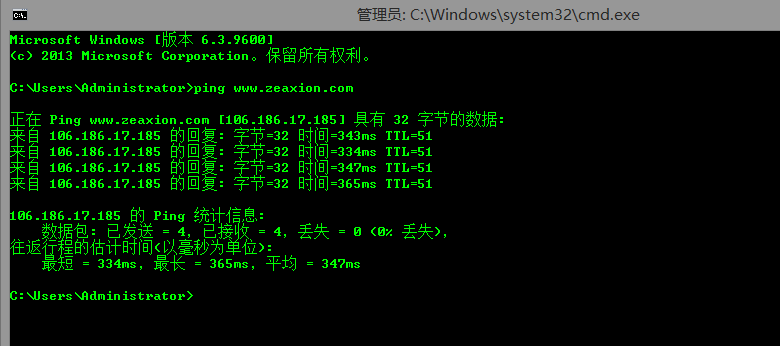 管理员: C:\Windows\system32\cmd.exe
Microsoft Windows [版本 6.3.9600]
(c) 2013 Microsoft Corporation。保留所有权利。
C:\Users\Administrator>ping www.zeaxion.com
正在 Ping www.zeaxion.com [106.186.17.185] 具有 32 字节的数据:
来自 106.186.17.185 的回复: 字节=32 时间=343ms TTL=51
来自 106.186.17.185 的回复: 字节=32 时间=334ms TTL=51
来自 106.186.17.185 的回复: 字节=32 时间=347ms TTL=51
来自 106.186.17.185 的回复: 字节=32 时间=365ms TTL=51
106.186.17.185 的 Ping 统计信息:
数据包: 已发送 = 4, 已接收 = 4, 丢失 = 0 (0% 丢失),
往返行程的估计时间(以毫秒为单位):
最短 = 334ms, 最长 = 365ms, 平均 = 347ms
C:\Users\Administrator>